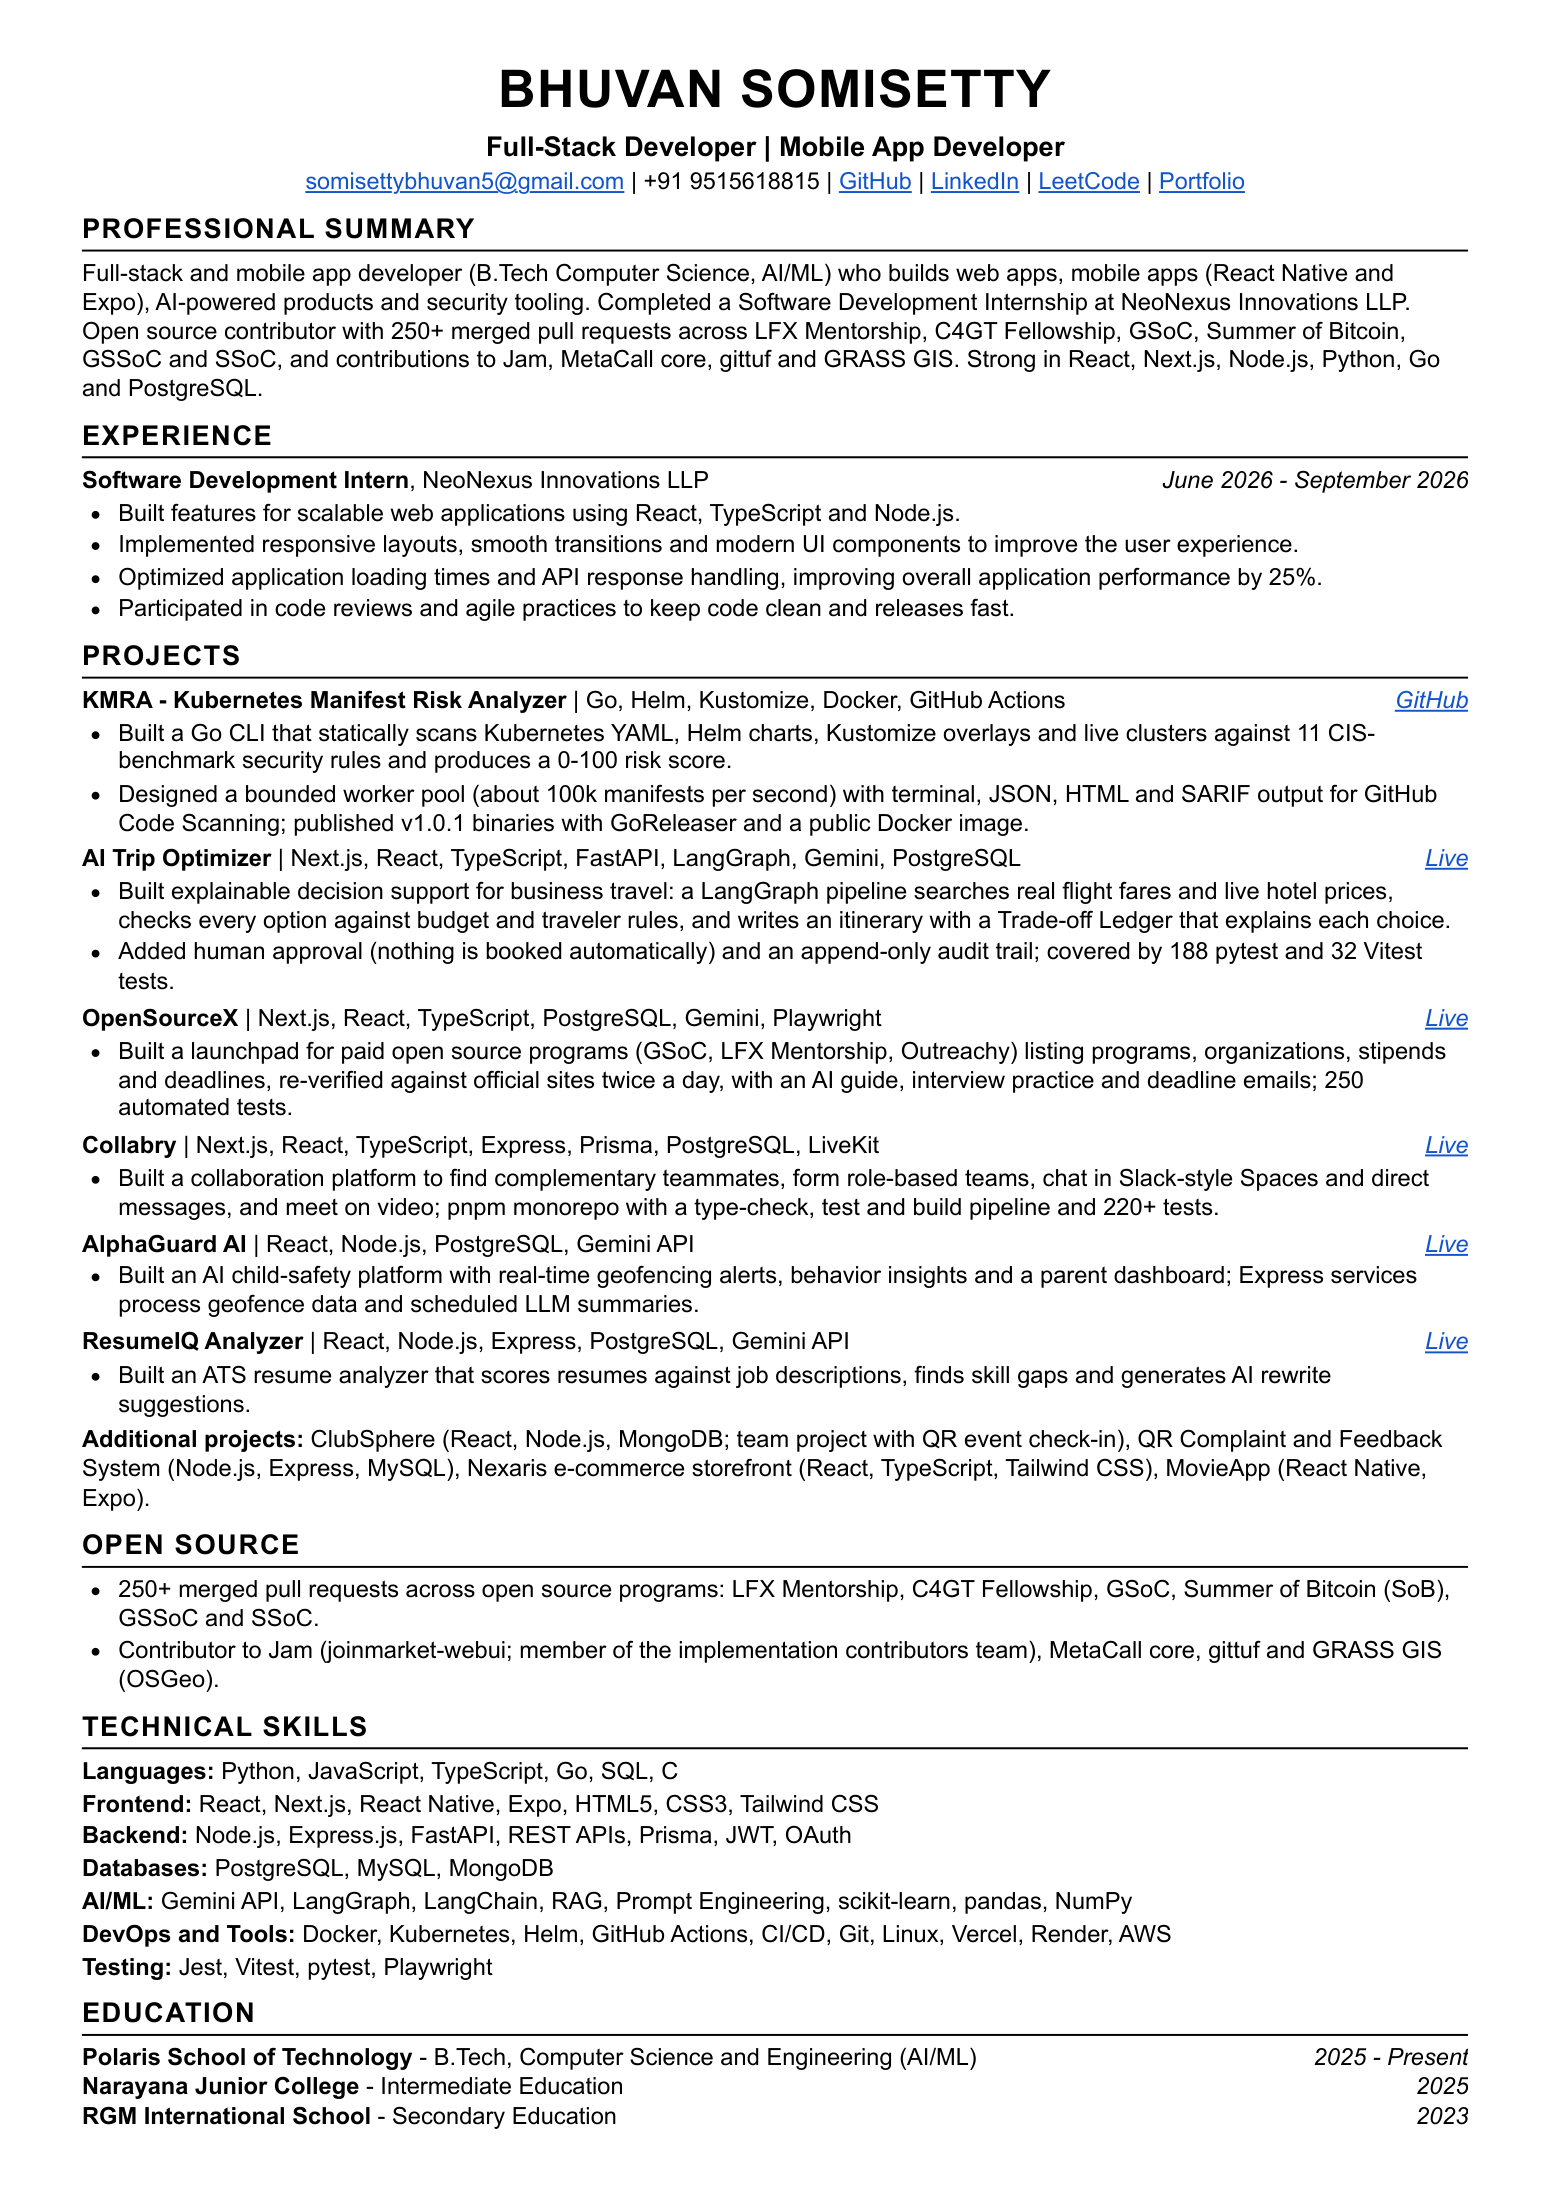 BHUVAN SOMISETTY
Full-Stack Developer | Mobile App Developer
somisettybhuvan5@gmail.com | +91 9515618815 | GitHub | LinkedIn | LeetCode | Portfolio
PROFESSIONAL SUMMARY
Full-stack and mobile app developer (B.Tech Computer Science, AI/ML) who builds web apps, mobile apps (React Native and
Expo), AI-powered products and security tooling. Completed a Software Development Internship at NeoNexus Innovations LLP.
Open source contributor with 250+ merged pull requests across LFX Mentorship, C4GT Fellowship, GSoC, Summer of Bitcoin,
GSSoC and SSoC, and contributions to Jam, MetaCall core, gittuf and GRASS GIS. Strong in React, Next.js, Node.js, Python, Go
and PostgreSQL.
EXPERIENCE
Software Development Intern, NeoNexus Innovations LLP June 2026 - September 2026
• Built features for scalable web applications using React, TypeScript and Node.js.
• Implemented responsive layouts, smooth transitions and modern UI components to improve the user experience.
• Optimized application loading times and API response handling, improving overall application performance by 25%.
• Participated in code reviews and agile practices to keep code clean and releases fast.
PROJECTS
KMRA - Kubernetes Manifest Risk Analyzer | Go, Helm, Kustomize, Docker, GitHub Actions GitHub
• Built a Go CLI that statically scans Kubernetes YAML, Helm charts, Kustomize overlays and live clusters against 11 CIS-
benchmark security rules and produces a 0-100 risk score.
• Designed a bounded worker pool (about 100k manifests per second) with terminal, JSON, HTML and SARIF output for GitHub
Code Scanning; published v1.0.1 binaries with GoReleaser and a public Docker image.
AI Trip Optimizer | Next.js, React, TypeScript, FastAPI, LangGraph, Gemini, PostgreSQL Live
• Built explainable decision support for business travel: a LangGraph pipeline searches real flight fares and live hotel prices,
checks every option against budget and traveler rules, and writes an itinerary with a Trade-off Ledger that explains each choice.
• Added human approval (nothing is booked automatically) and an append-only audit trail; covered by 188 pytest and 32 Vitest
tests.
OpenSourceX | Next.js, React, TypeScript, PostgreSQL, Gemini, Playwright Live
• Built a launchpad for paid open source programs (GSoC, LFX Mentorship, Outreachy) listing programs, organizations, stipends
and deadlines, re-verified against official sites twice a day, with an AI guide, interview practice and deadline emails; 250
automated tests.
Collabry | Next.js, React, TypeScript, Express, Prisma, PostgreSQL, LiveKit Live
• Built a collaboration platform to find complementary teammates, form role-based teams, chat in Slack-style Spaces and direct
messages, and meet on video; pnpm monorepo with a type-check, test and build pipeline and 220+ tests.
AlphaGuard AI | React, Node.js, PostgreSQL, Gemini API Live
• Built an AI child-safety platform with real-time geofencing alerts, behavior insights and a parent dashboard; Express services
process geofence data and scheduled LLM summaries.
ResumeIQ Analyzer | React, Node.js, Express, PostgreSQL, Gemini API Live
• Built an ATS resume analyzer that scores resumes against job descriptions, finds skill gaps and generates AI rewrite
suggestions.
Additional projects: ClubSphere (React, Node.js, MongoDB; team project with QR event check-in), QR Complaint and Feedback
System (Node.js, Express, MySQL), Nexaris e-commerce storefront (React, TypeScript, Tailwind CSS), MovieApp (React Native,
Expo).
OPEN SOURCE
• 250+ merged pull requests across open source programs: LFX Mentorship, C4GT Fellowship, GSoC, Summer of Bitcoin (SoB),
GSSoC and SSoC.
• Contributor to Jam (joinmarket-webui; member of the implementation contributors team), MetaCall core, gittuf and GRASS GIS
(OSGeo).
TECHNICAL SKILLS
Languages: Python, JavaScript, TypeScript, Go, SQL, C
Frontend: React, Next.js, React Native, Expo, HTML5, CSS3, Tailwind CSS
Backend: Node.js, Express.js, FastAPI, REST APIs, Prisma, JWT, OAuth
Databases: PostgreSQL, MySQL, MongoDB
AI/ML: Gemini API, LangGraph, LangChain, RAG, Prompt Engineering, scikit-learn, pandas, NumPy
DevOps and Tools: Docker, Kubernetes, Helm, GitHub Actions, CI/CD, Git, Linux, Vercel, Render, AWS
Testing: Jest, Vitest, pytest, Playwright
EDUCATION
Polaris School of Technology - B.Tech, Computer Science and Engineering (AI/ML) 2025 - Present
Narayana Junior College - Intermediate Education 2025
RGM International School - Secondary Education 2023